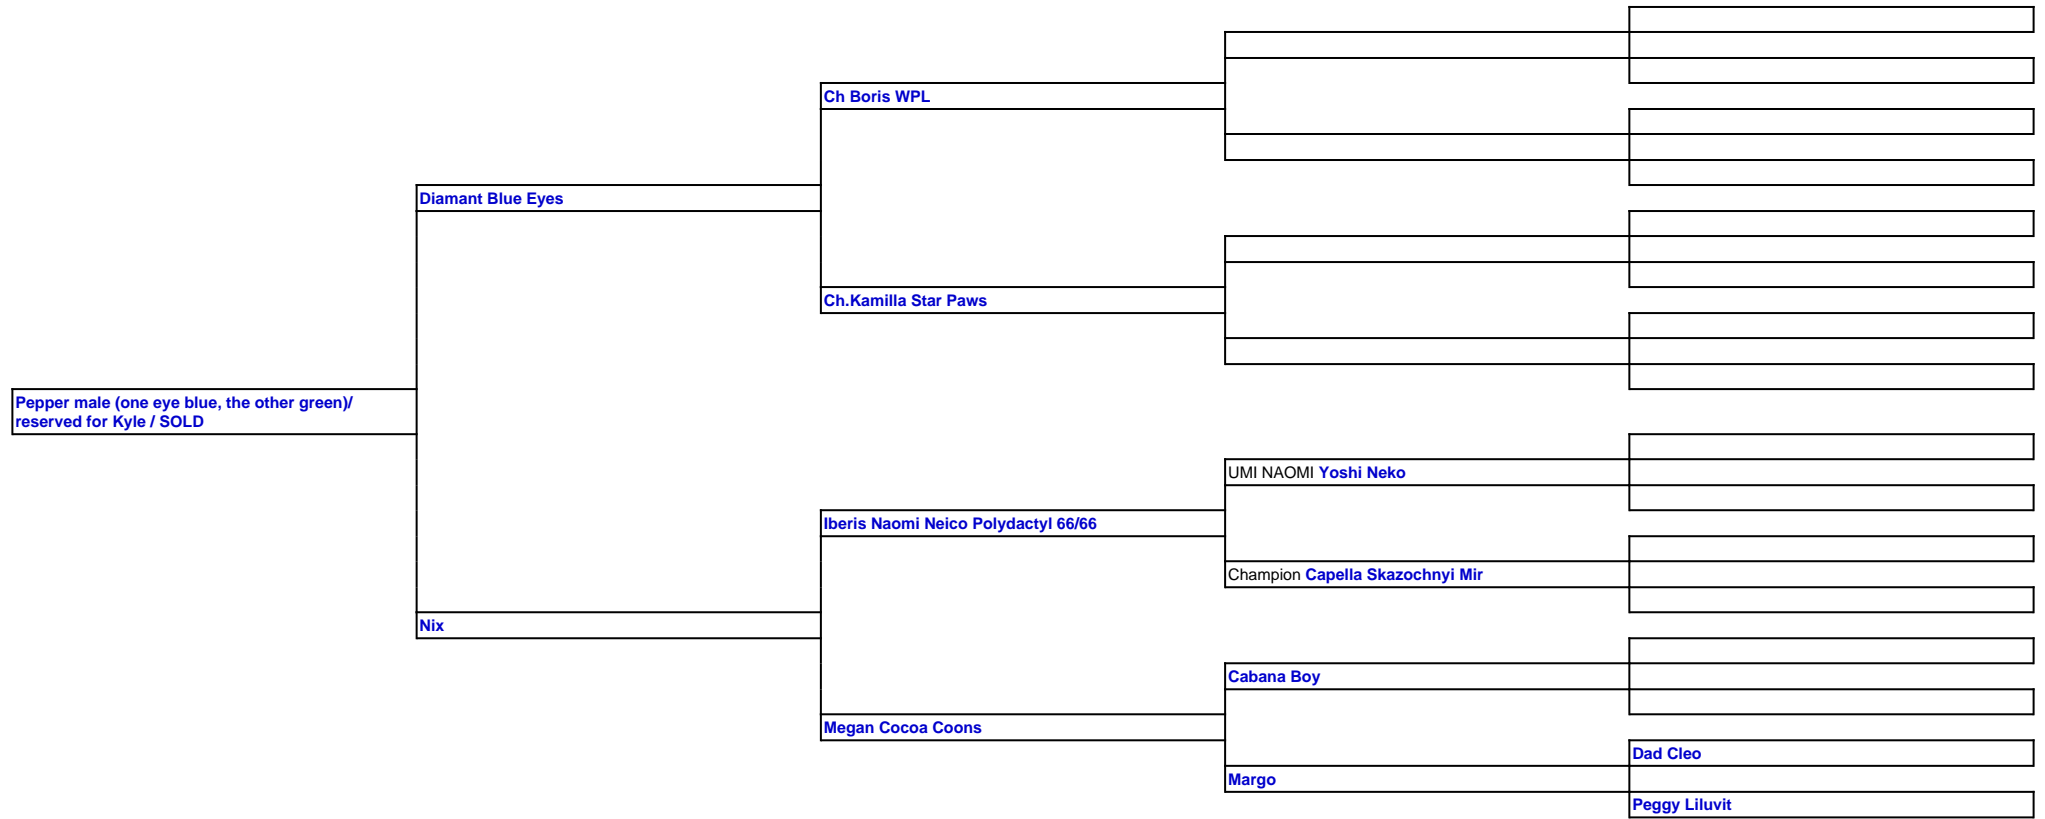 Ch Boris WPL
Diamant Blue Eyes
Ch.Kamilla Star Paws
Pepper male (one eye blue, the other green)/
reserved for Kyle / SOLD
UMI NAOMI Yoshi Neko
Iberis Naomi Neico Polydactyl 66/66
Champion Capella Skazochnyi Mir
Nix
Cabana Boy
Megan Cocoa Coons
Dad Cleo
Margo
Peggy Liluvit